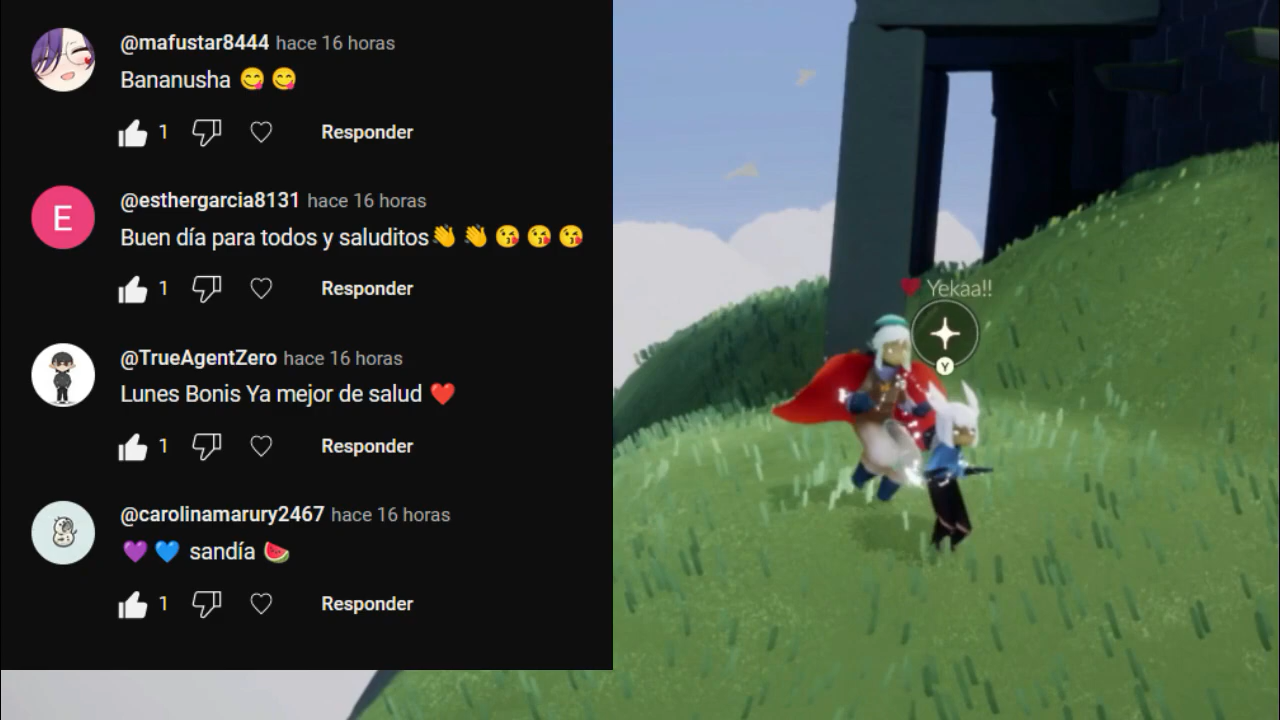 @mafustar8444 hace 16 horas
Bananusha 😋 😋
1 Responder
E
@esthergarcia8131 hace 16 horas
Buen día para todos y saluditos👋 👋 😘 😘 😘
1 Responder
@TrueAgentZero hace 16 horas
Lunes Bonis Ya mejor de salud ❤️
1 Responder
@carolinamarury2467 hace 16 horas
💜 💙 sandía 🍉
1 Responder
Yekaa!!
Y